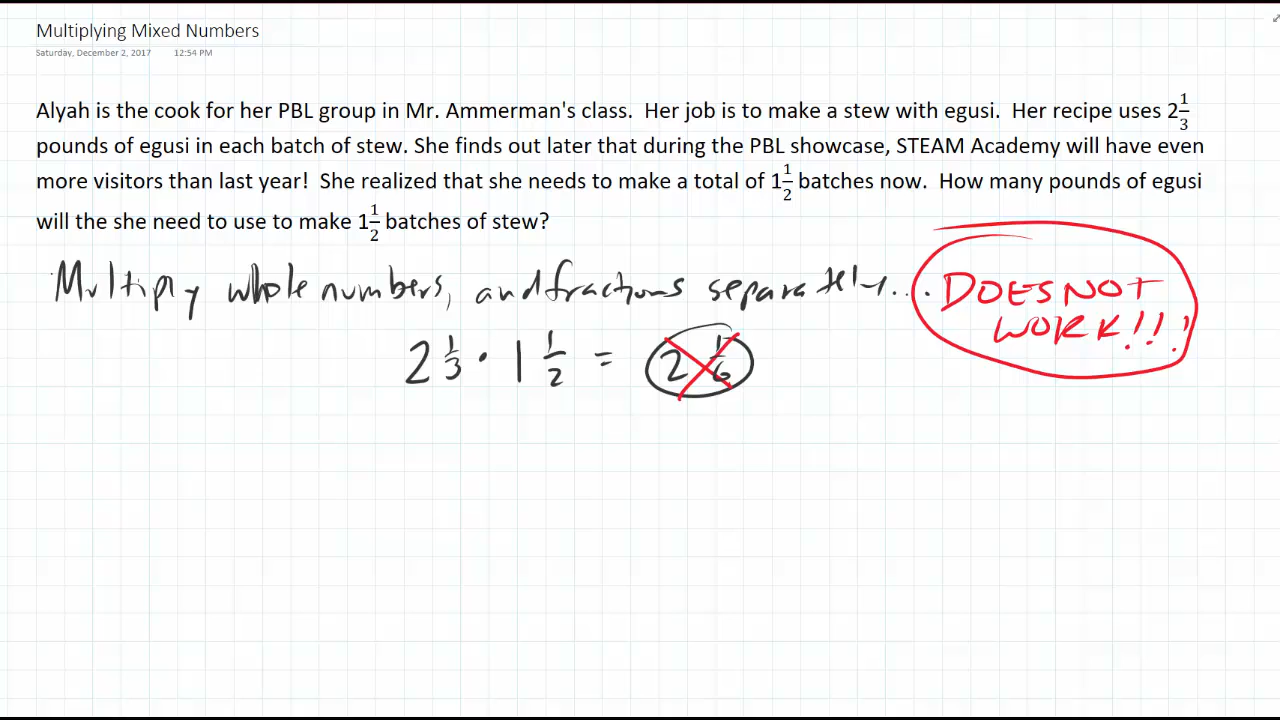 Multiplying Mixed Numbers
Saturday, December 2, 2017 12:54 PM
Alyah is the cook for her PBL group in Mr. Ammerman's class. Her job is to make a stew with egusi. Her recipe uses 2 1/3
pounds of egusi in each batch of stew. She finds out later that during the PBL showcase, STEAM Academy will have even
more visitors than last year! She realized that she needs to make a total of 1 1/2 batches now. How many pounds of egusi
will the she need to use to make 1 1/2 batches of stew?
Multiply whole numbers, and fractions separately... DOES NOT
WORK!!!
2 1/3 · 1 1/2 = 2 1/6